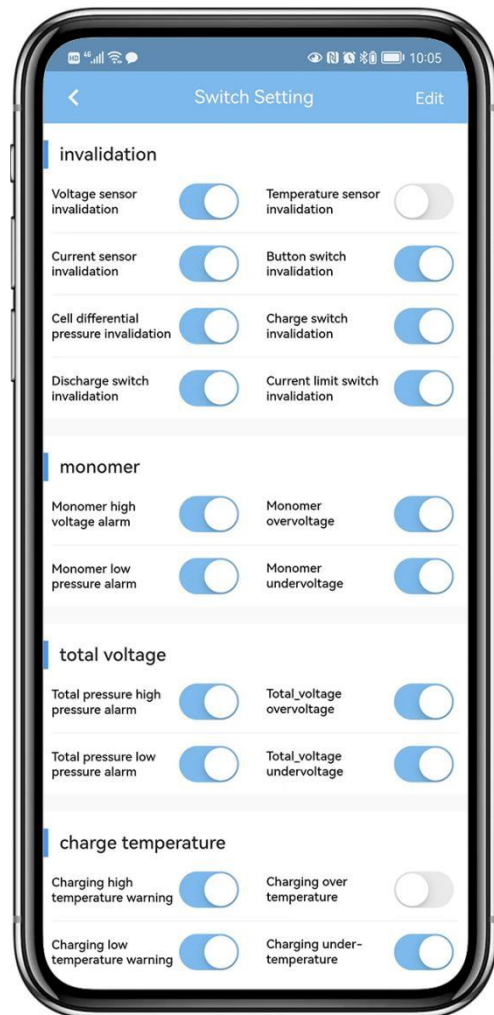 HD 4G 10:05
Switch Setting Edit
invalidation
Voltage sensor
invalidation
Temperature sensor
invalidation
Current sensor
invalidation
Button switch
invalidation
Cell differential
pressure invalidation
Charge switch
invalidation
Discharge switch
invalidation
Current limit switch
invalidation
monomer
Monomer high
voltage alarm
Monomer
overvoltage
Monomer low
pressure alarm
Monomer
undervoltage
total voltage
Total pressure high
pressure alarm
Total_voltage
overvoltage
Total pressure low
pressure alarm
Total_voltage
undervoltage
charge temperature
Charging high
temperature warning
Charging over
temperature
Charging low
temperature warning
Charging under-
temperature